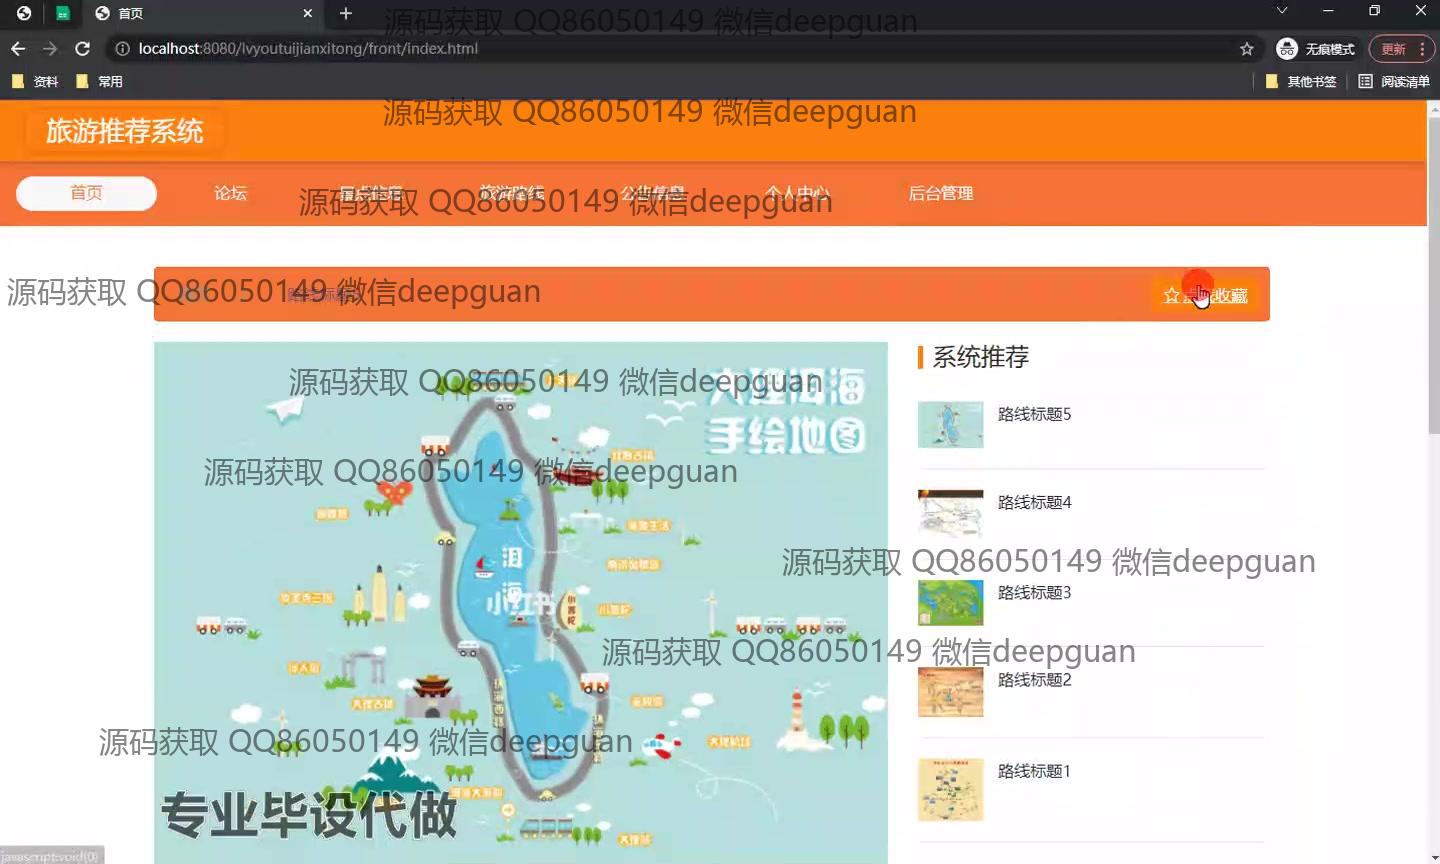 首页
源码获取 QQ86050149 微信deepguan
localhost:8080/lvyoutuijianxitong/front/index.html
无痕模式
更新
资料
常用
其他书签
阅读清单
源码获取 QQ86050149 微信deepguan
旅游推荐系统
首页
论坛
景点信息
旅游路线
公告信息
个人中心
后台管理
源码获取 QQ86050149 微信deepguan
源码获取 QQ86050149 微信deepguan
收藏
系统推荐
大理洱海
手绘地图
源码获取 QQ86050149 微信deepguan
路线标题5
源码获取 QQ86050149 微信deepguan
路线标题4
洱海
小红书
源码获取 QQ86050149 微信deepguan
路线标题3
小普陀
源码获取 QQ86050149 微信deepguan
路线标题2
大理古城
源码获取 QQ86050149 微信deepguan
路线标题1
专业毕设代做
javascript:void(0)